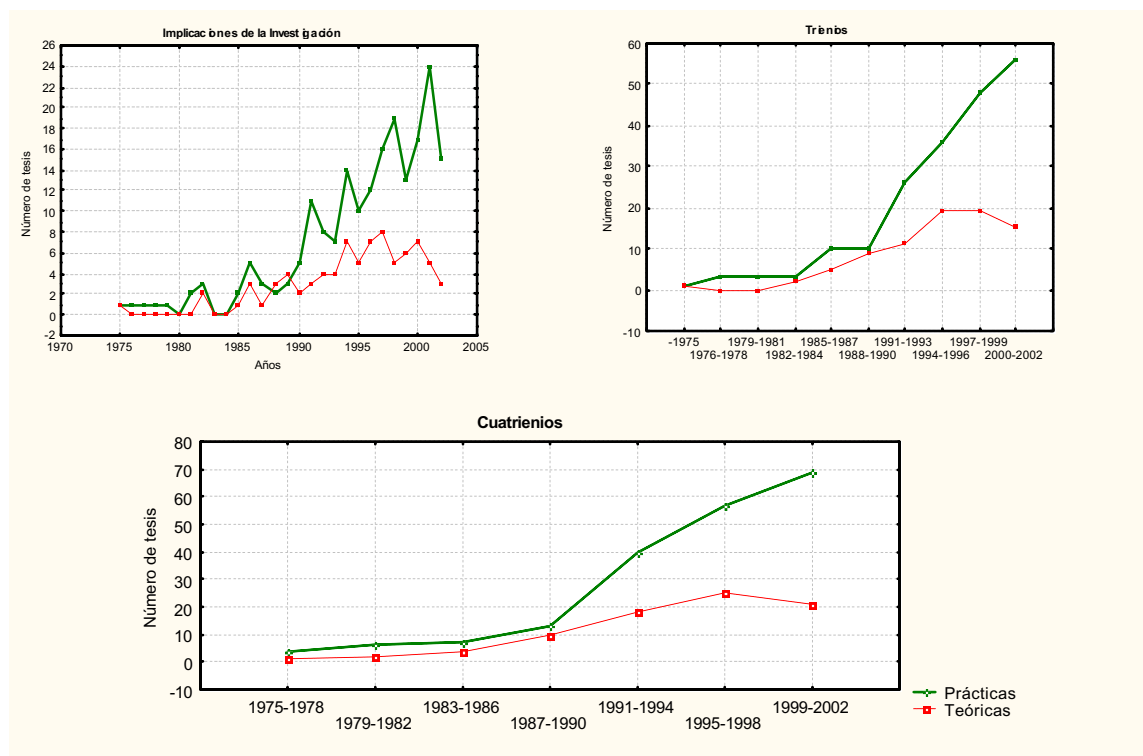 Implicaciones de la Investigación
Número de tesis
26
24
22
20
18
16
14
12
10
8
6
4
2
0
-2
1970 1975 1980 1985 1990 1995 2000 2005
Años
Trienios
Número de tesis
60
50
40
30
20
10
0
-10
-1975 1979-1981 1985-1987 1991-1993 1997-1999
1976-1978 1982-1984 1988-1990 1994-1996 2000-2002
Cuatrienios
Número de tesis
80
70
60
50
40
30
20
10
0
-10
1975-1978 1983-1986 1991-1994 1999-2002
1979-1982 1987-1990 1995-1998
Prácticas
Teóricas